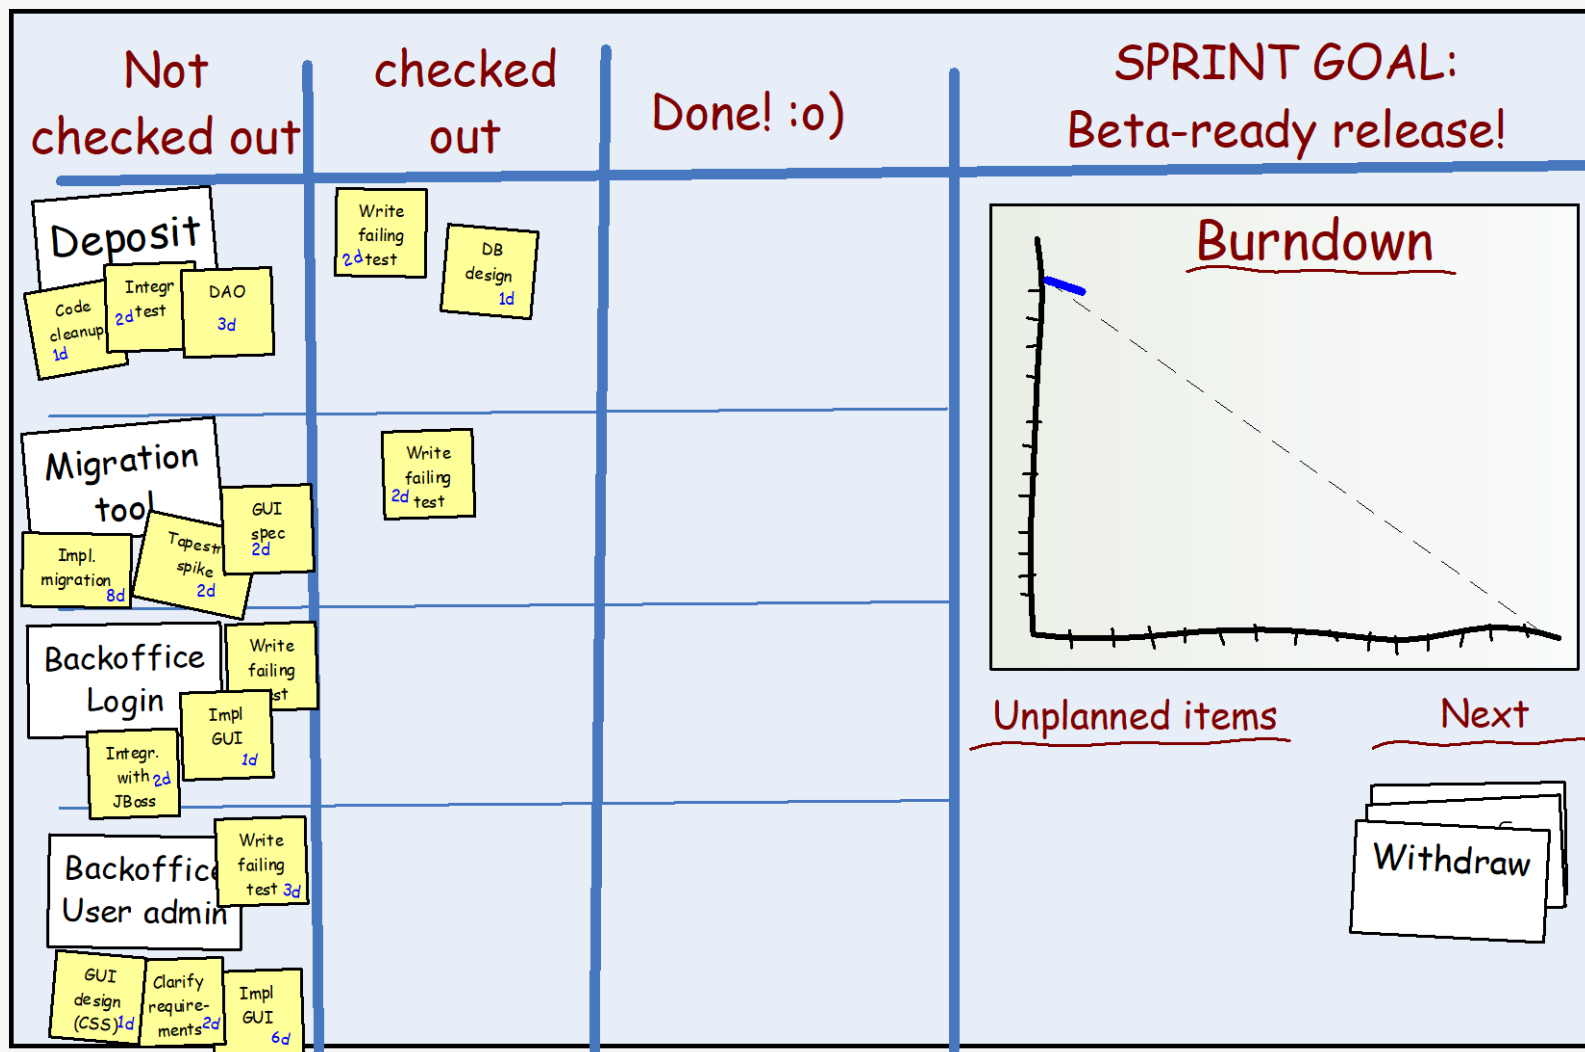 Not
checked out
checked
out
Done! :o)
SPRINT GOAL:
Beta-ready release!
Deposit
Code
cleanup
1d
Integr
2d test
DAO
3d
Write
failing
2d test
DB
design
1d
Migration
tool
Impl.
migration
8d
Tapestr
spike
2d
GUI
spec
2d
Write
failing
2d test
Backoffice
Login
Write
failing
st
Impl
GUI
1d
Integr.
with 2d
JBoss
Backoffice
User admin
Write
failing
test 3d
GUI
design
(CSS) 1d
Clarify
require-
ments 2d
Impl
GUI
6d
Burndown
Unplanned items
Next
Withdraw